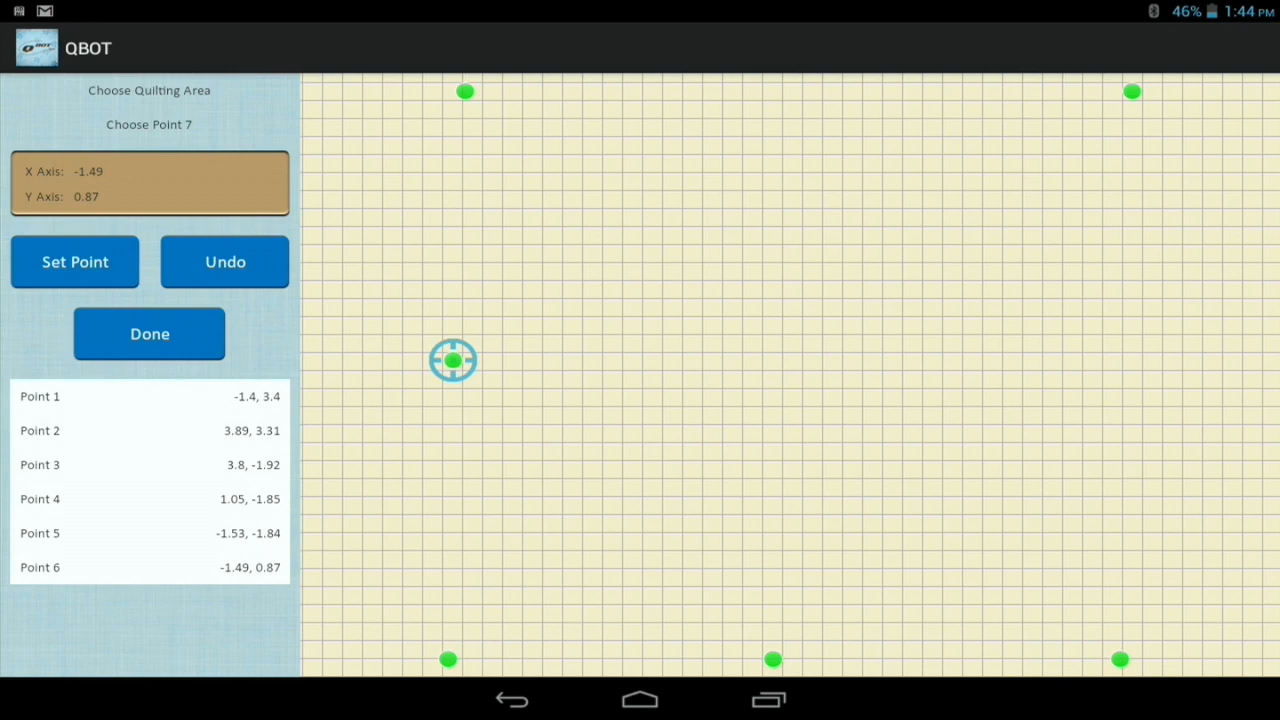 46% 1:44 PM
QBOT
Choose Quilting Area
Choose Point 7
X Axis: -1.49
Y Axis: 0.87
Set Point Undo
Done
Point 1 -1.4, 3.4
Point 2 3.89, 3.31
Point 3 3.8, -1.92
Point 4 1.05, -1.85
Point 5 -1.53, -1.84
Point 6 -1.49, 0.87